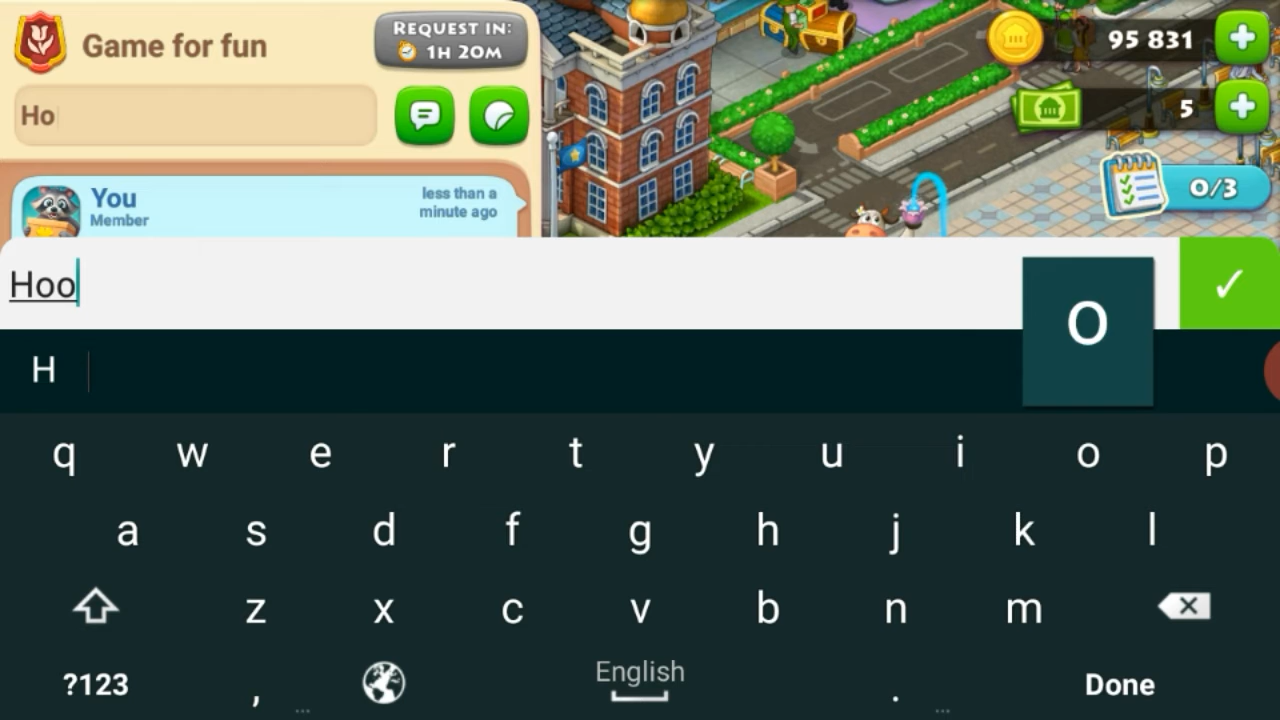 Game for fun
REQUEST IN:
1H 20M
95 831
Ho
5
You
Member
less than a
minute ago
0/3
Hoo
✓
o
H
q w e r t y u i o p
a s d f g h j k l
z x c v b n m
?123 , English . Done